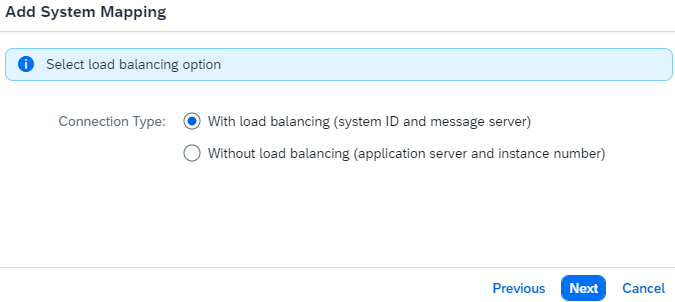 Add System Mapping
Select load balancing option
Connection Type:
With load balancing (system ID and message server)
Without load balancing (application server and instance number)
Previous Next Cancel